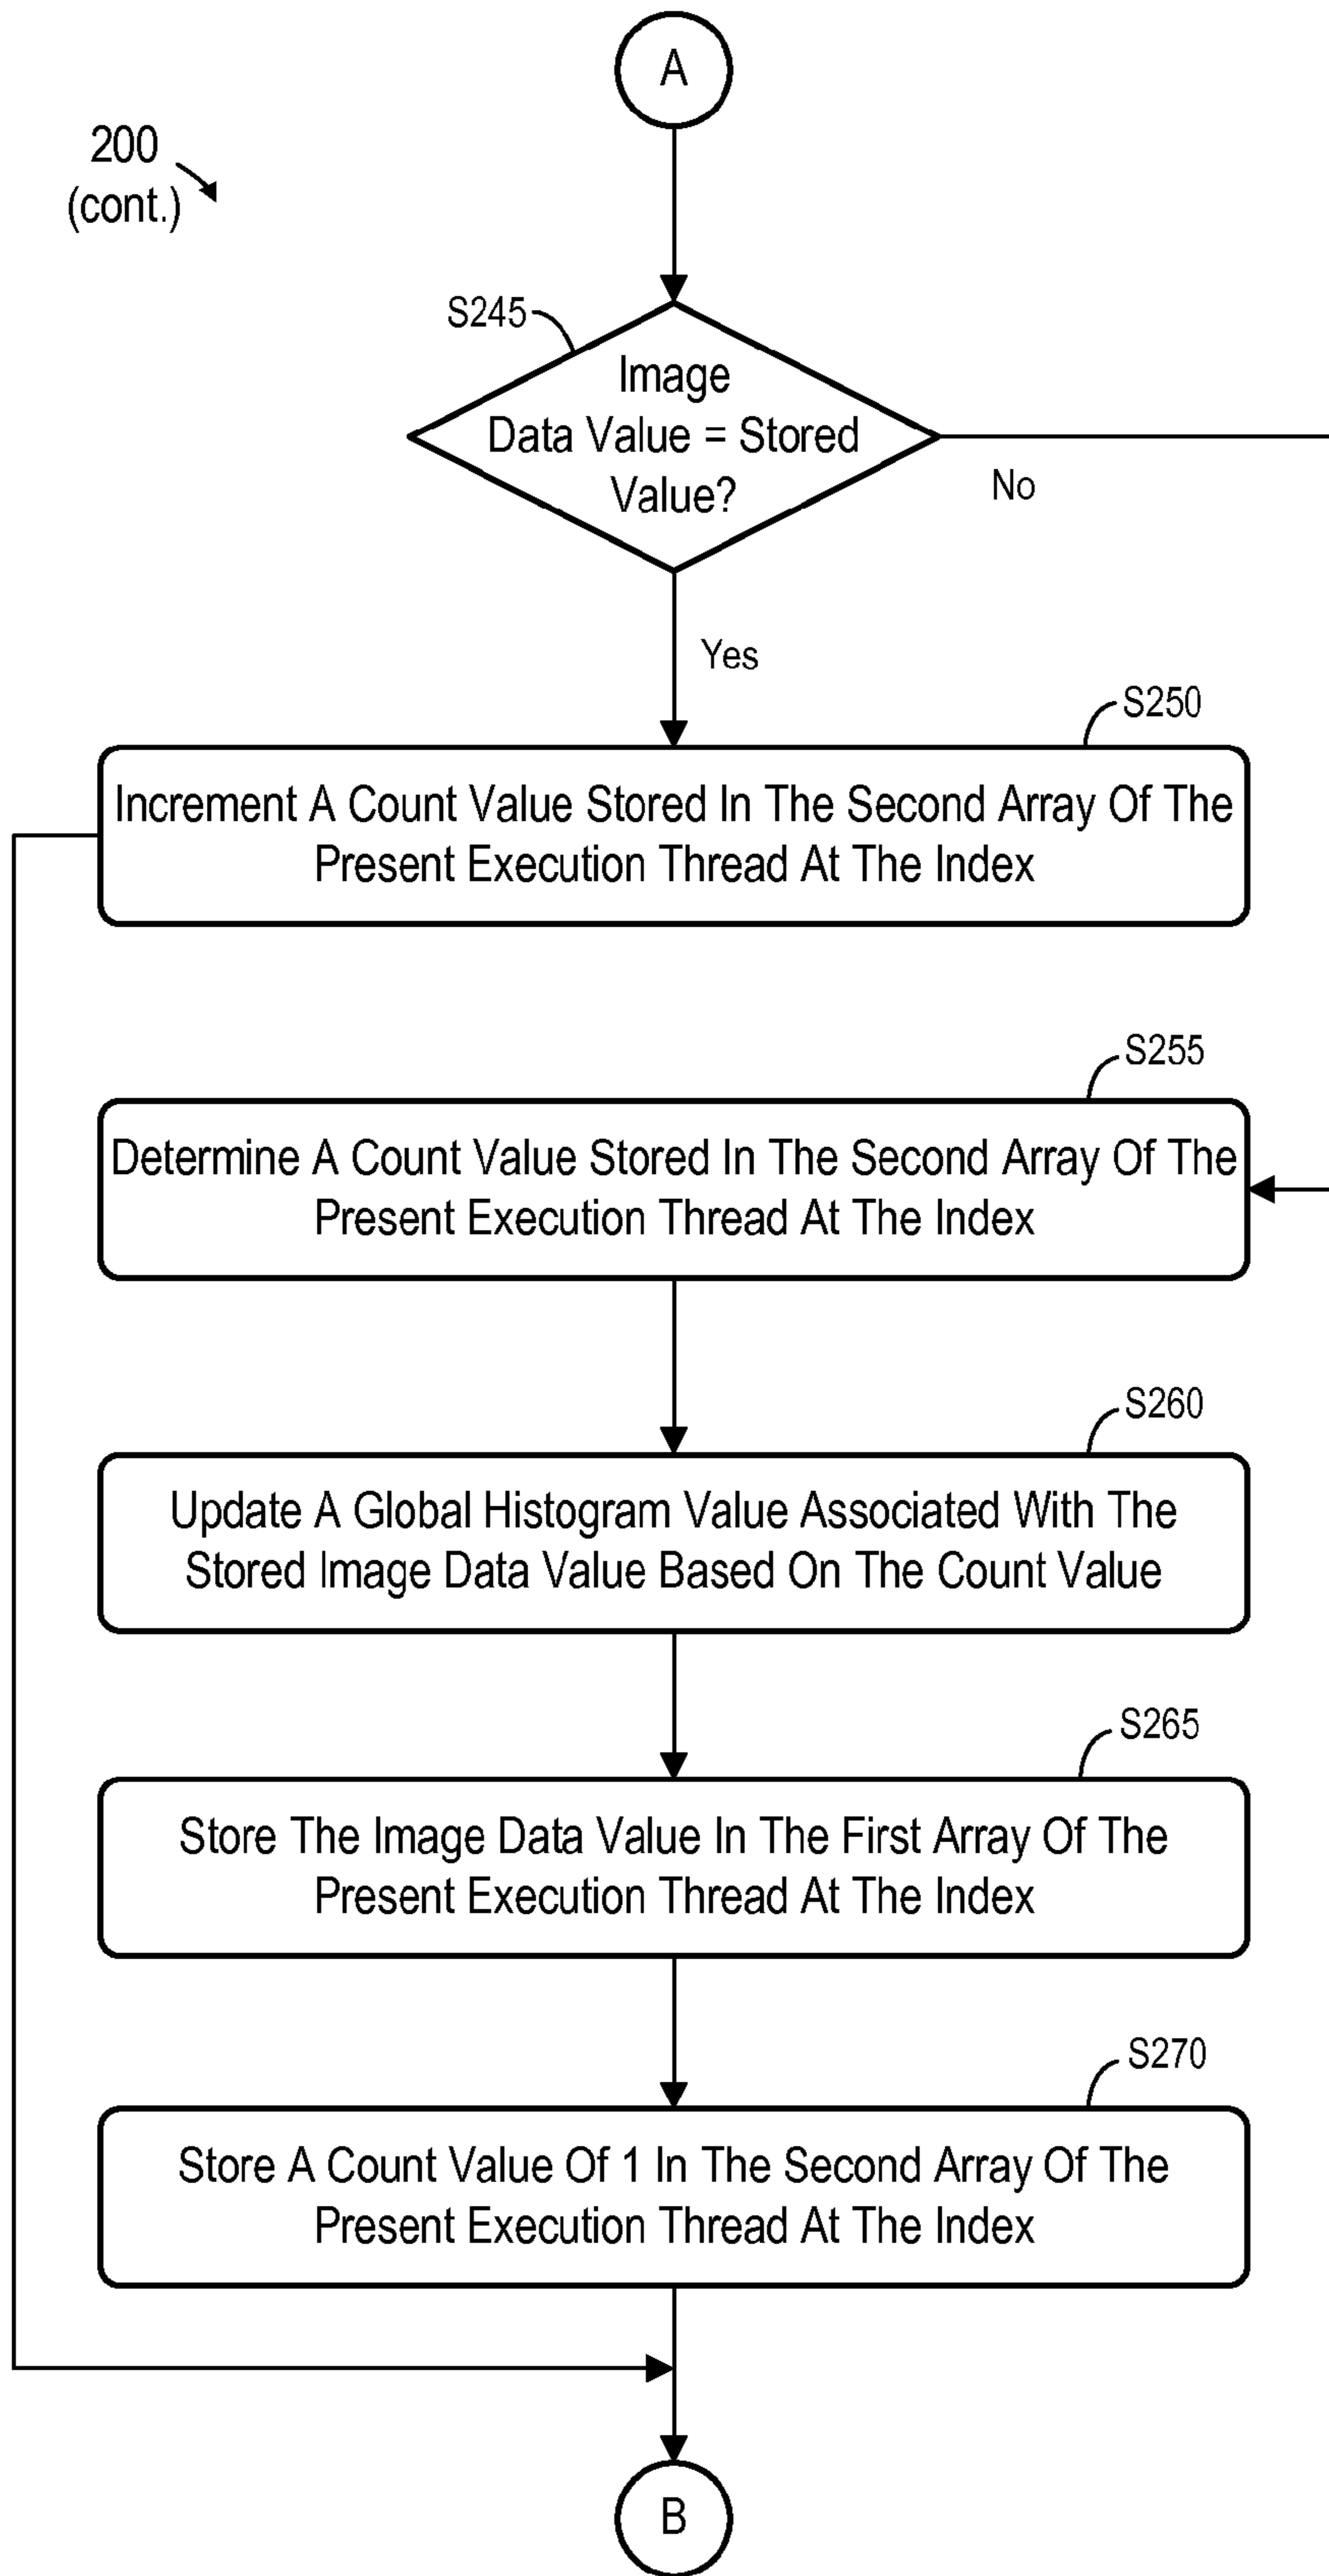 A
200
(cont.)
S245
Image
Data Value = Stored
Value?
No
Yes
S250
Increment A Count Value Stored In The Second Array Of The
Present Execution Thread At The Index
S255
Determine A Count Value Stored In The Second Array Of The
Present Execution Thread At The Index
S260
Update A Global Histogram Value Associated With The
Stored Image Data Value Based On The Count Value
S265
Store The Image Data Value In The First Array Of The
Present Execution Thread At The Index
S270
Store A Count Value Of 1 In The Second Array Of The
Present Execution Thread At The Index
B